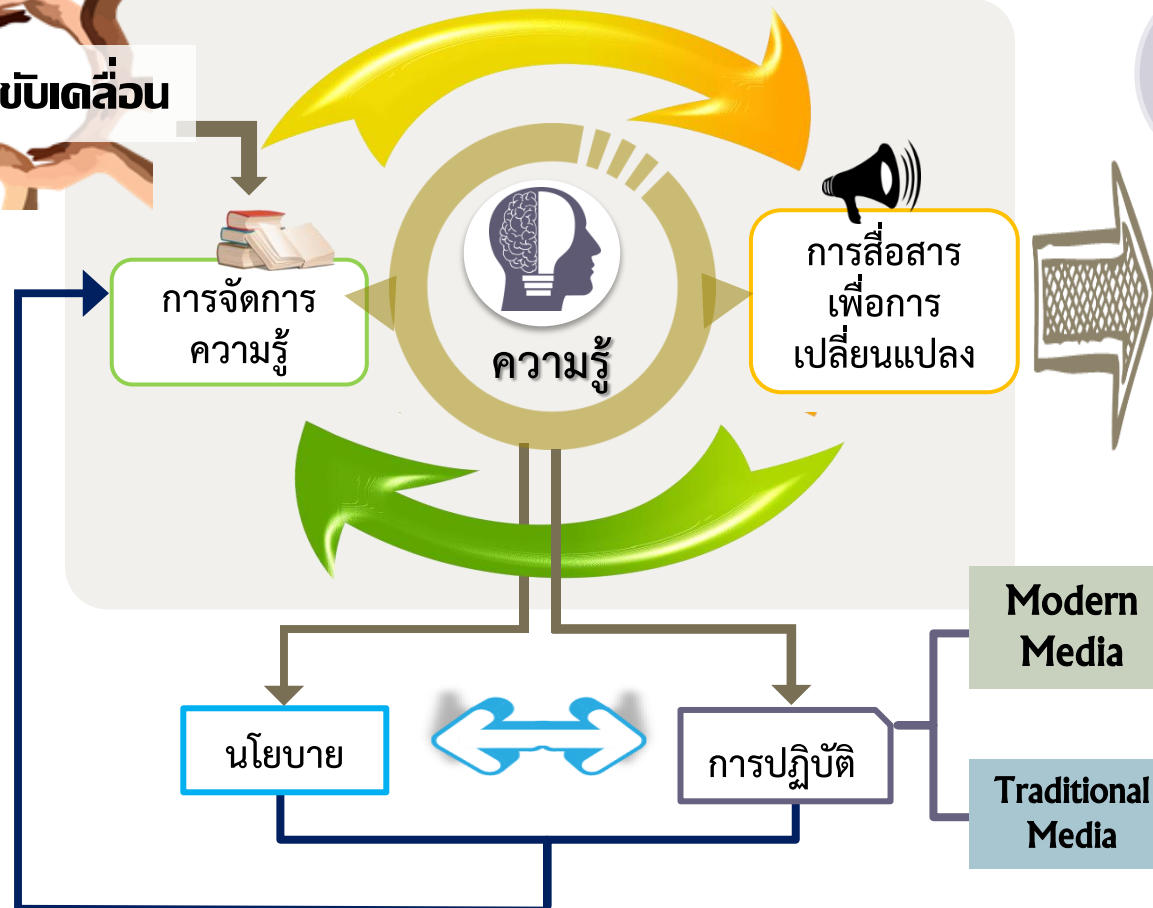 ขับเคลื่อน
การจัดการ
ความรู้
ความรู้
การสื่อสาร
เพื่อการ
เปลี่ยนแปลง
นโยบาย
การปฏิบัติ
Modern
Media
Traditional
Media